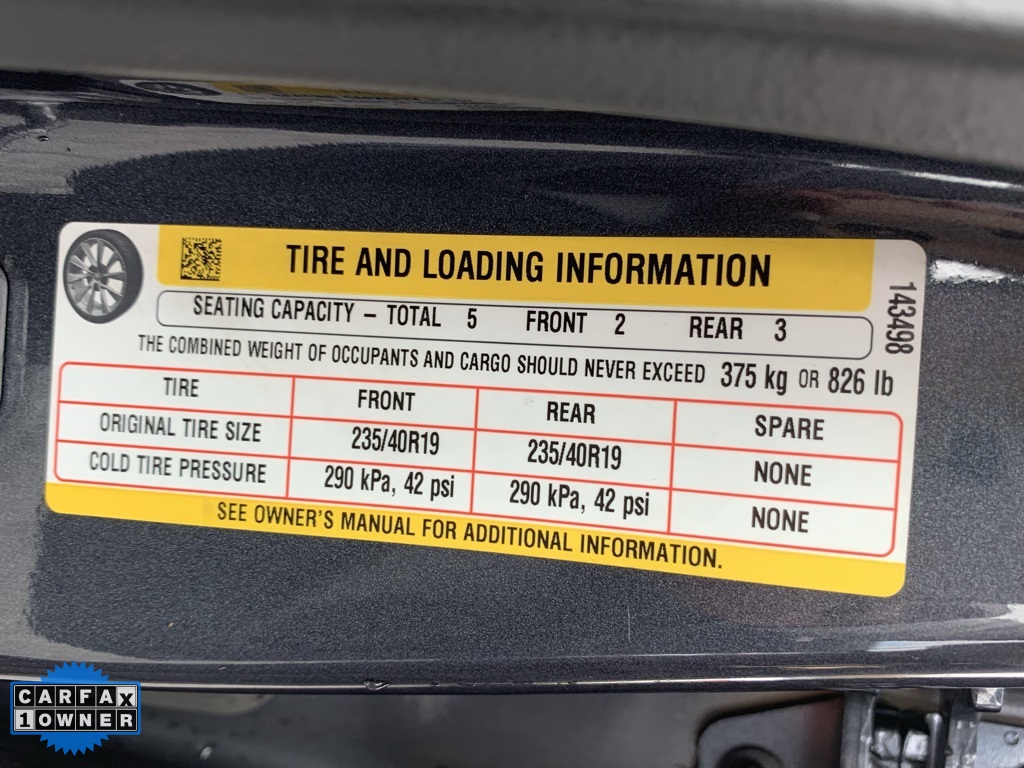 TIRE AND LOADING INFORMATION
143498
SEATING CAPACITY – TOTAL 5 FRONT 2 REAR 3
THE COMBINED WEIGHT OF OCCUPANTS AND CARGO SHOULD NEVER EXCEED 375 kg OR 826 lb
TIRE FRONT REAR SPARE
ORIGINAL TIRE SIZE 235/40R19 235/40R19 NONE
COLD TIRE PRESSURE 290 kPa, 42 psi 290 kPa, 42 psi NONE
SEE OWNER'S MANUAL FOR ADDITIONAL INFORMATION.
CARFAX
1 OWNER